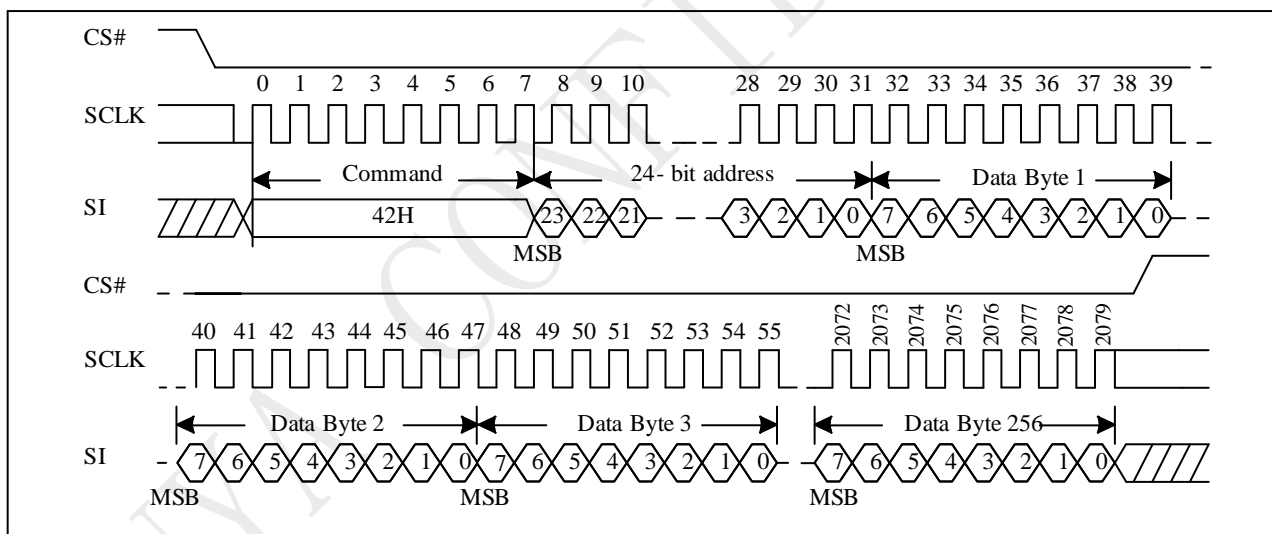 CS#
0 1 2 3 4 5 6 7 8 9 10 28 29 30 31 32 33 34 35 36 37 38 39
SCLK
Command 24- bit address Data Byte 1
SI 42H 23 22 21 3 2 1 0 7 6 5 4 3 2 1 0
MSB MSB
CS#
40 41 42 43 44 45 46 47 48 49 50 51 52 53 54 55 2072 2073 2074 2075 2076 2077 2078 2079
SCLK
Data Byte 2 Data Byte 3 Data Byte 256
SI 7 6 5 4 3 2 1 0 7 6 5 4 3 2 1 0 7 6 5 4 3 2 1 0
MSB MSB MSB